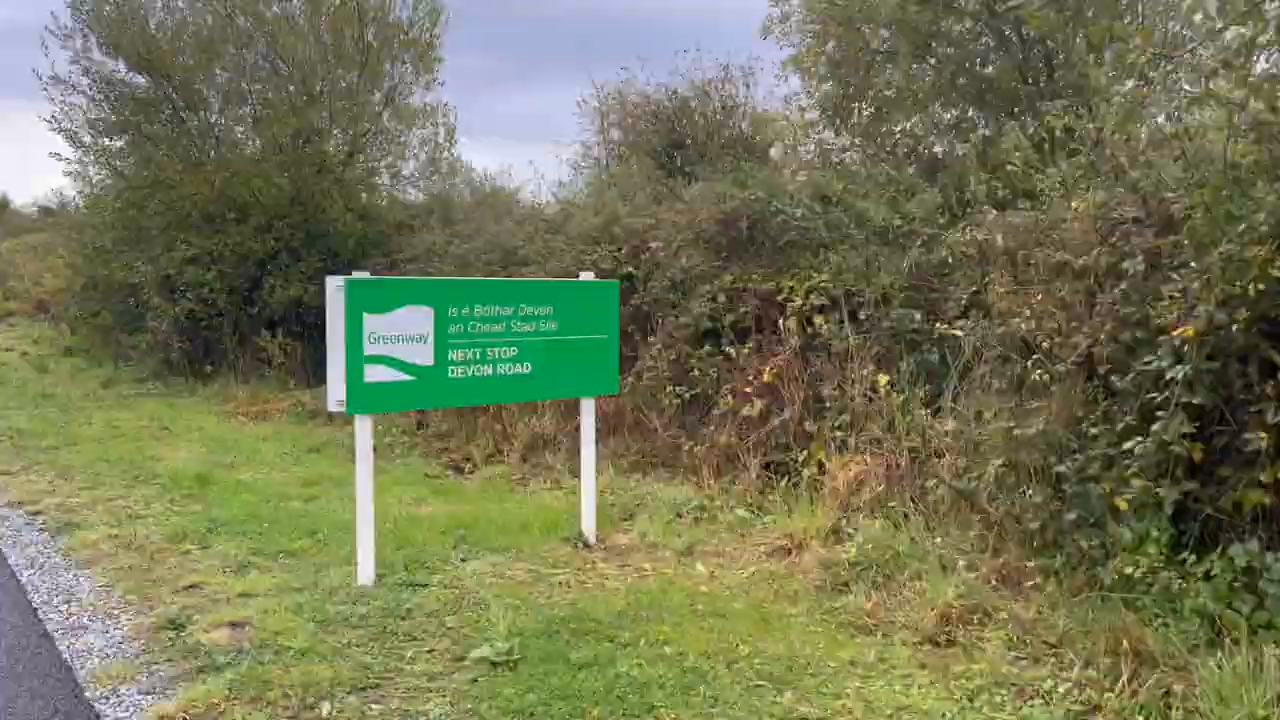 Greenway
Is é Bóthar Devon
an Chéad Stad Eile
NEXT STOP
DEVON ROAD